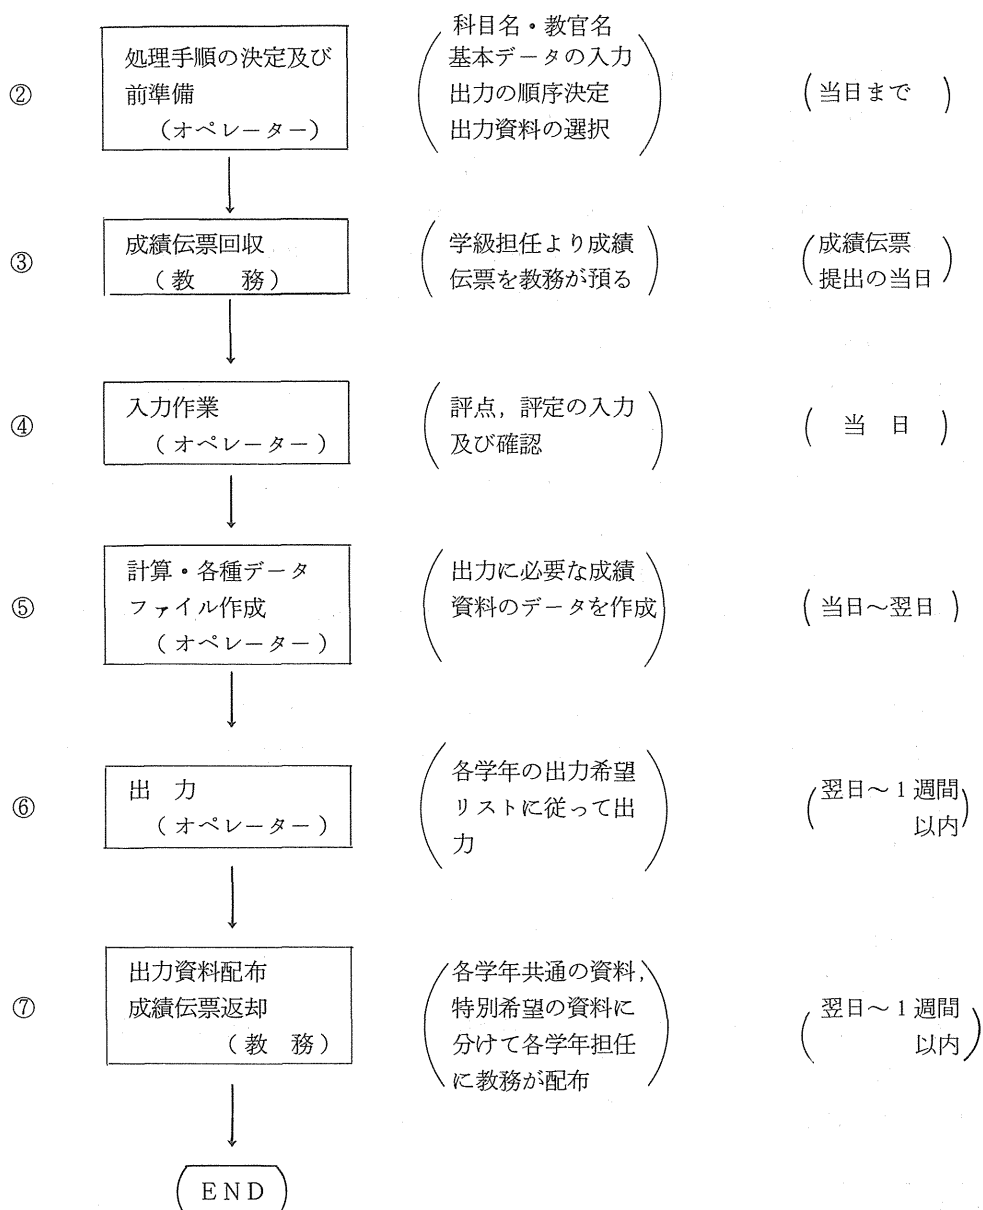 ②
処理手順の決定及び
前準備
(オペレーター)
科目名・教官名
基本データの入力
出力の順序決定
出力資料の選択
(当日まで)
③
成績伝票回収
(教 務)
学級担任より成績
伝票を教務が預る
成績伝票
提出の当日
④
入力作業
(オペレーター)
評点,評定の入力
及び確認
(当 日)
⑤
計算・各種データ
ファイル作成
(オペレーター)
出力に必要な成績
資料のデータを作成
(当日~翌日)
⑥
出 力
(オペレーター)
各学年の出力希望
リストに従って出
力
翌日~1週間
以内
⑦
出力資料配布
成績伝票返却
(教 務)
各学年共通の資料,
特別希望の資料に
分けて各学年担任
に教務が配布
翌日~1週間
以内
END